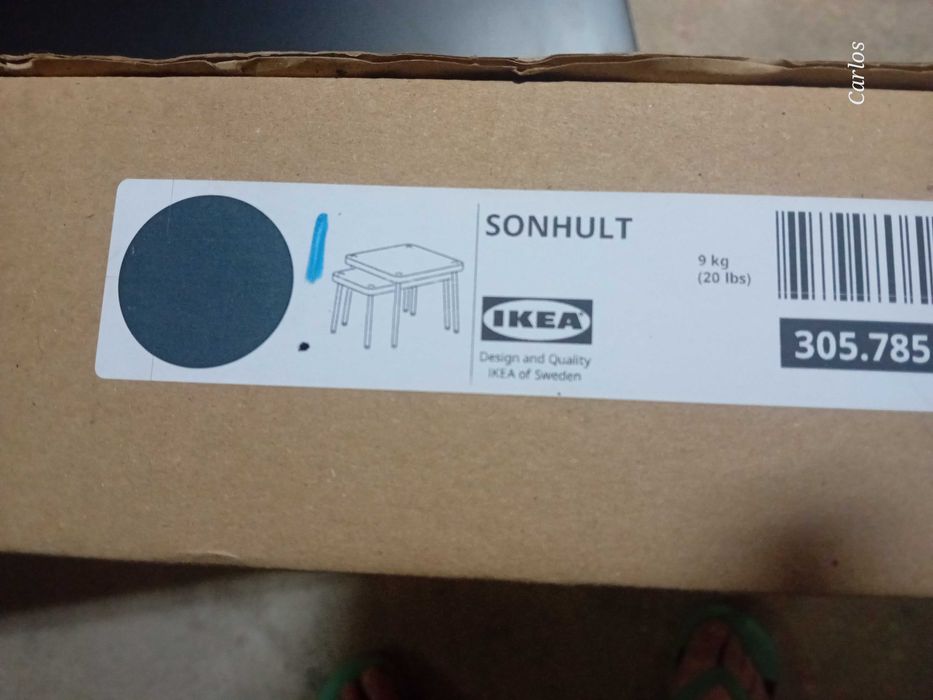 SONHULT
9 kg
(20 lbs)
IKEA
Design and Quality
IKEA of Sweden
305.785
Carlos